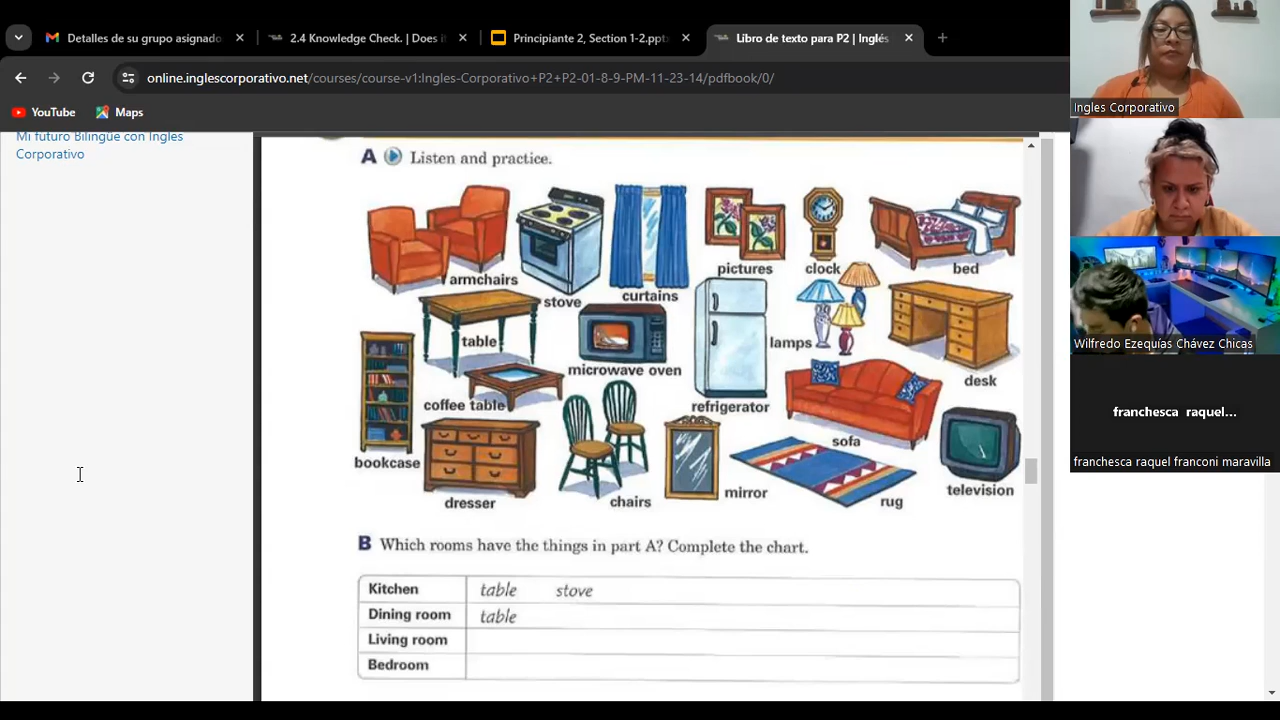 Detalles de su grupo asignado
2.4 Knowledge Check. | Does i
Principiante 2, Section 1-2.ppt
Libro de texto para P2 | Inglés
online.inglescorporativo.net/courses/course-v1:Ingles-Corporativo+P2+P2-01-8-9-PM-11-23-14/pdfbook/0/
YouTube
Maps
Mi futuro Bilingüe con Ingles
Corporativo
A Listen and practice.
armchairs
stove
curtains
pictures
clock
bed
table
microwave oven
refrigerator
lamps
desk
coffee table
sofa
bookcase
dresser
chairs
mirror
rug
television
B Which rooms have the things in part A? Complete the chart.
Kitchen table stove
Dining room table
Living room
Bedroom
Ingles Corporativo
Wilfredo Ezequías Chávez Chicas
franchesca raquel...
franchesca raquel franconi maravilla